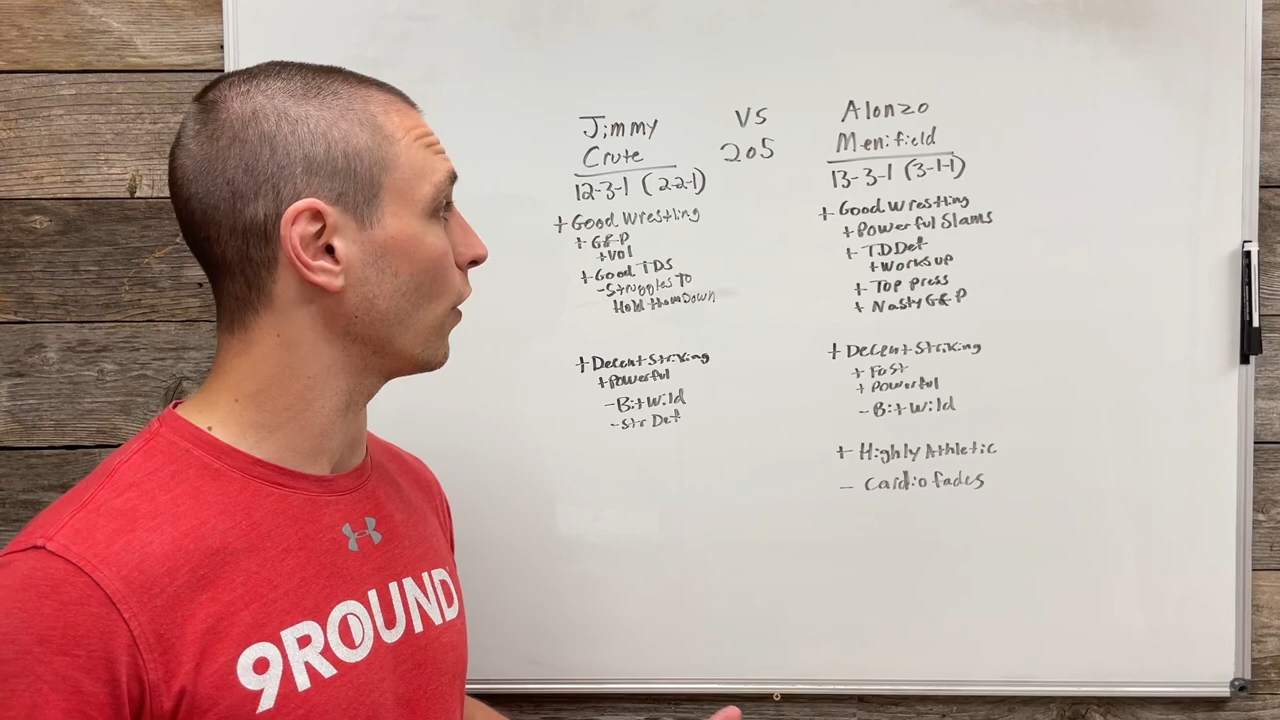 Jimmy
Crute
12-3-1 (2-2-1)
+ Good Wrestling
+ G&P
+ Vol
+ Good TDS
- Struggles To
Hold Them Down
+ Decent Striking
+ Powerful
- Bit Wild
- Str Def
VS
205
Alonzo
Menifield
13-3-1 (3-1-1)
+ Good Wrestling
+ Powerful Slams
+ TD Def
+ Works up
+ Top press
+ Nasty G&P
+ Decent Striking
+ Fast
+ Powerful
- Bit Wild
+ Highly Athletic
- Cardio fades
9ROUND